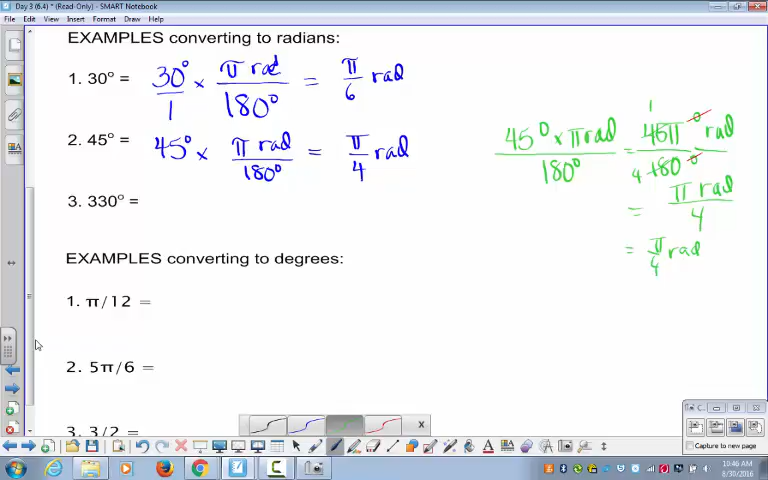 Day 3 (6.4) * (Read-Only) - SMART Notebook
File Edit View Insert Format Draw Help
EXAMPLES converting to radians:
1. 30° = 30°/1 × π rad/180° = π/6 rad
2. 45° = 45° × π rad/180° = π/4 rad
3. 330° =
45° × π rad/180° = 1 45π° rad/4 180°
= π rad/4
= π/4 rad
EXAMPLES converting to degrees:
1. π/12 =
2. 5π/6 =
3. 3/2 =
Capture to new page
10:46 AM
8/30/2016